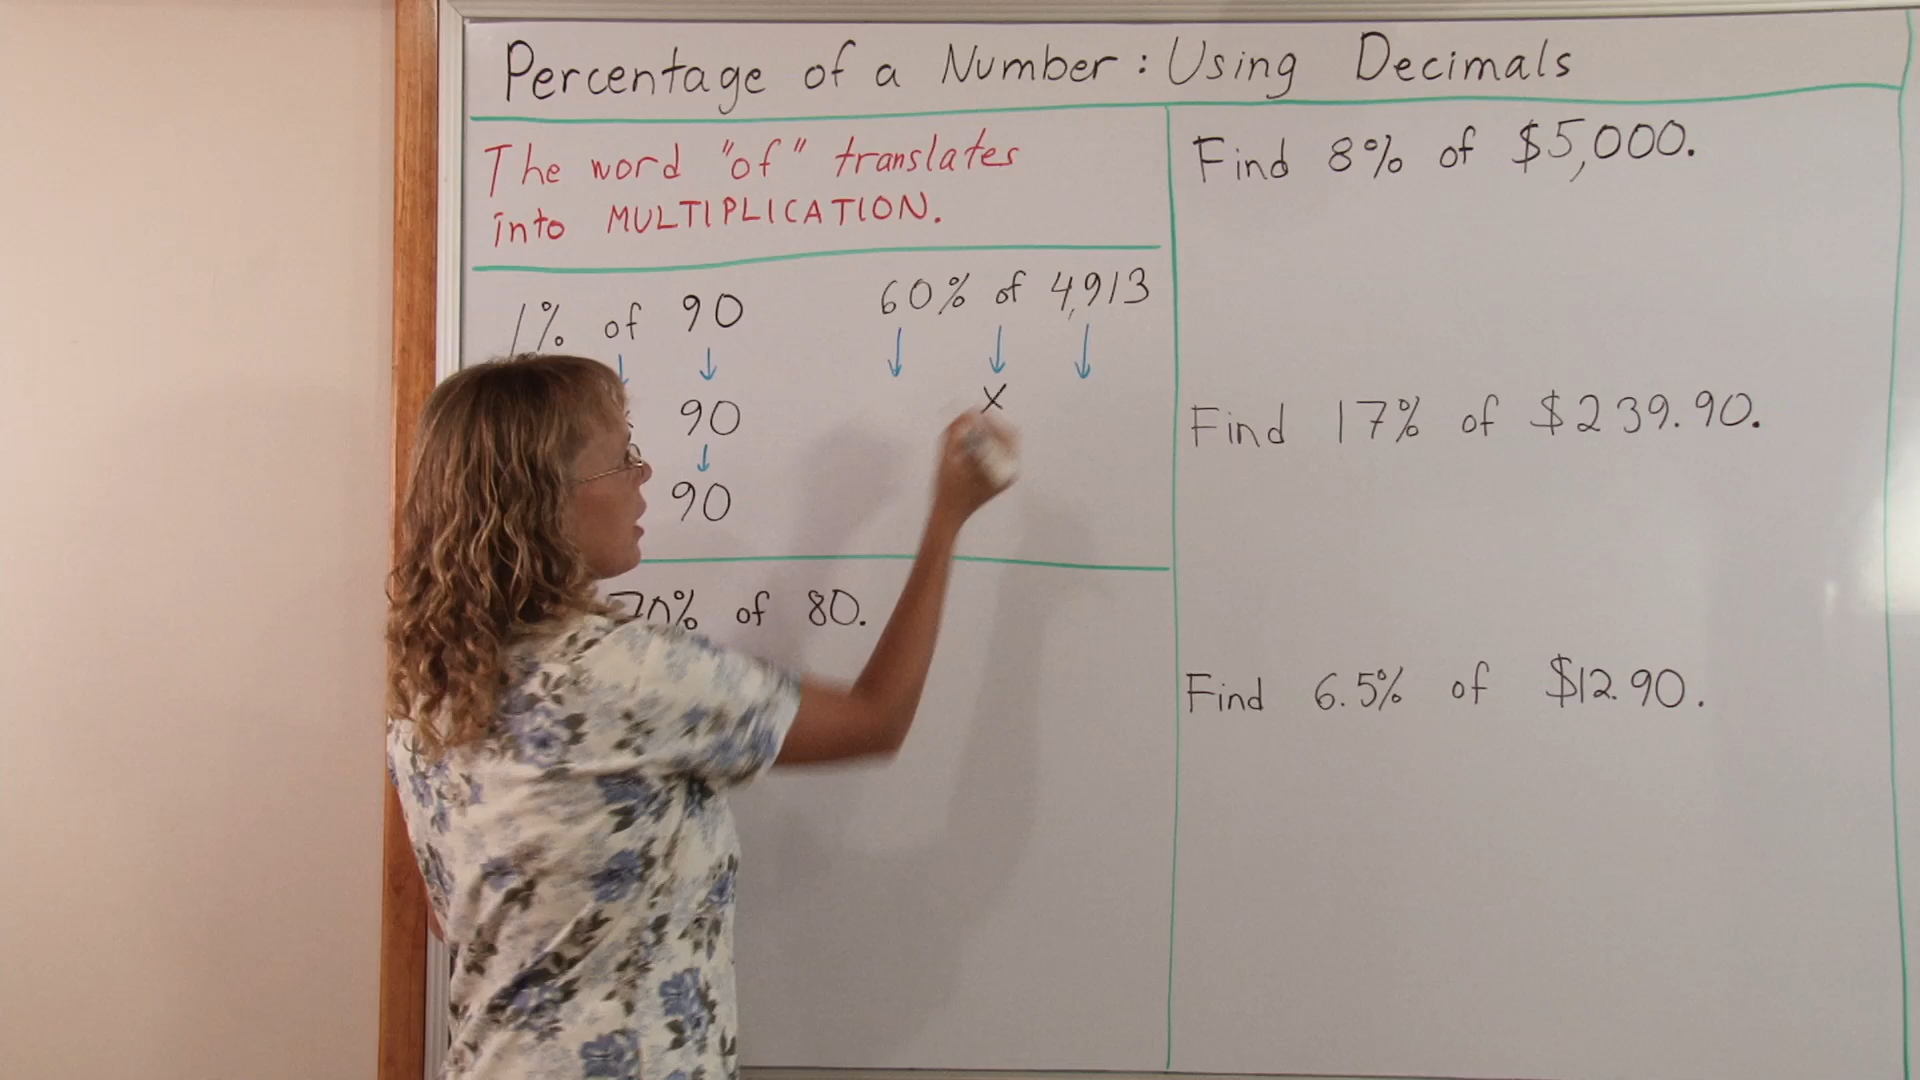 Percentage of a Number: Using Decimals
The word "of" translates
into MULTIPLICATION.
1% of 90
90
90
60% of 4,913
x
70% of 80.
Find 8% of $5,000.
Find 17% of $239.90.
Find 6.5% of $12.90.